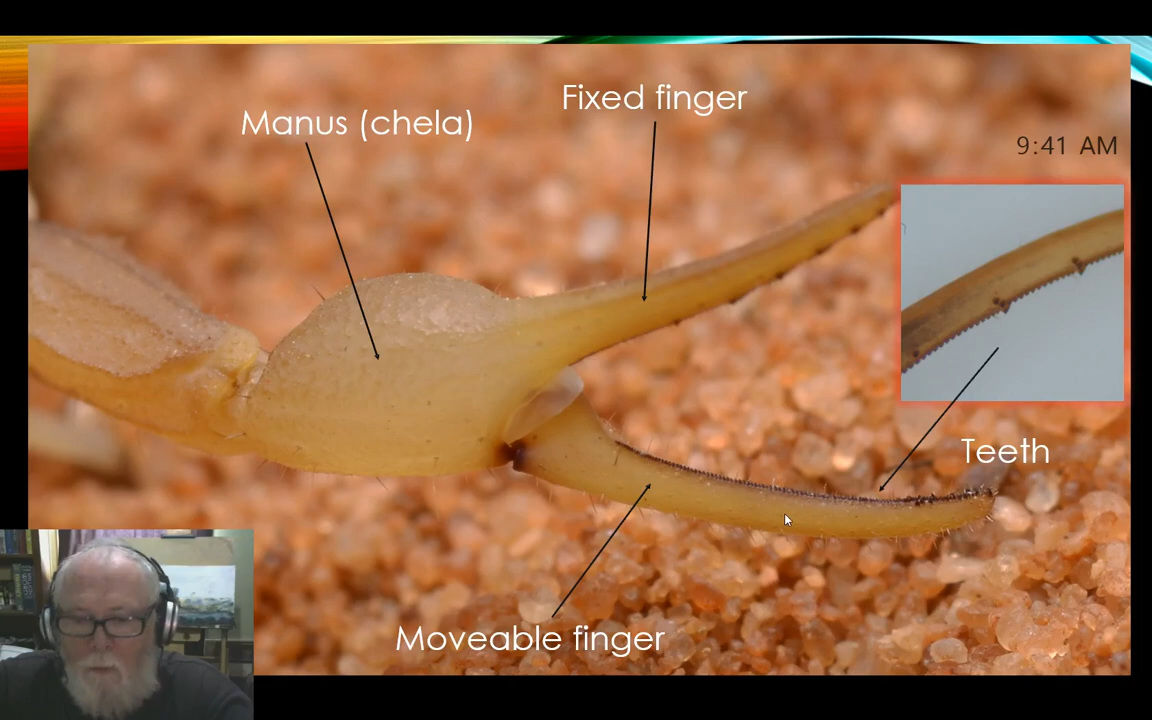 Fixed finger
Manus (chela)
9:41 AM
Teeth
Moveable finger